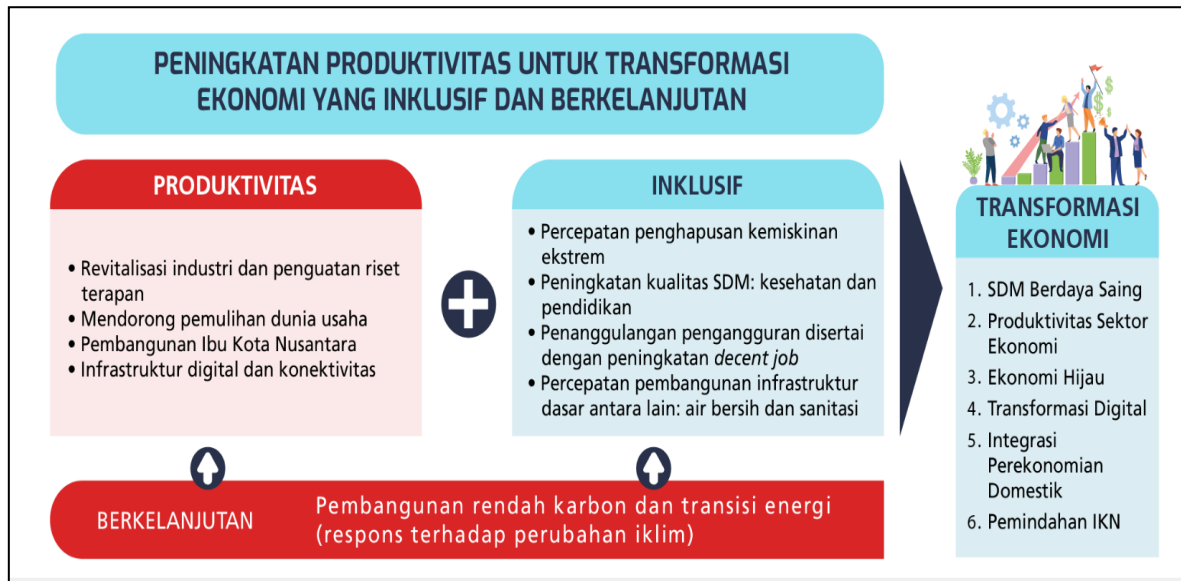 PENINGKATAN PRODUKTIVITAS UNTUK TRANSFORMASI
EKONOMI YANG INKLUSIF DAN BERKELANJUTAN
PRODUKTIVITAS
• Revitalisasi industri dan penguatan riset
terapan
• Mendorong pemulihan dunia usaha
• Pembangunan Ibu Kota Nusantara
• Infrastruktur digital dan konektivitas
INKLUSIF
• Percepatan penghapusan kemiskinan
ekstrem
• Peningkatan kualitas SDM: kesehatan dan
pendidikan
• Penanggulangan pengangguran disertai
dengan peningkatan decent job
• Percepatan pembangunan infrastruktur
dasar antara lain: air bersih dan sanitasi
BERKELANJUTAN
Pembangunan rendah karbon dan transisi energi
(respons terhadap perubahan iklim)
TRANSFORMASI
EKONOMI
1. SDM Berdaya Saing
2. Produktivitas Sektor
Ekonomi
3. Ekonomi Hijau
4. Transformasi Digital
5. Integrasi
Perekonomian
Domestik
6. Pemindahan IKN